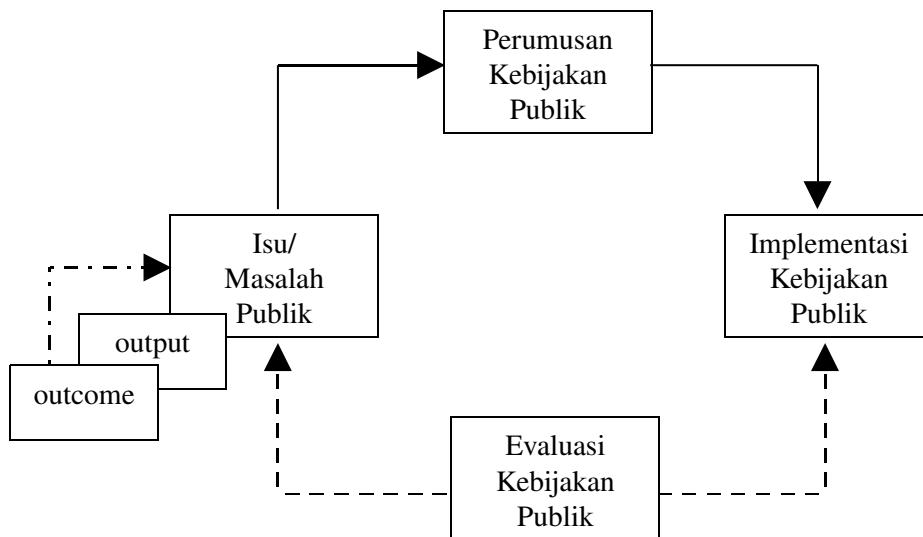 Perumusan
Kebijakan
Publik
Isu/
Masalah
Publik
Implementasi
Kebijakan
Publik
output
outcome
Evaluasi
Kebijakan
Publik